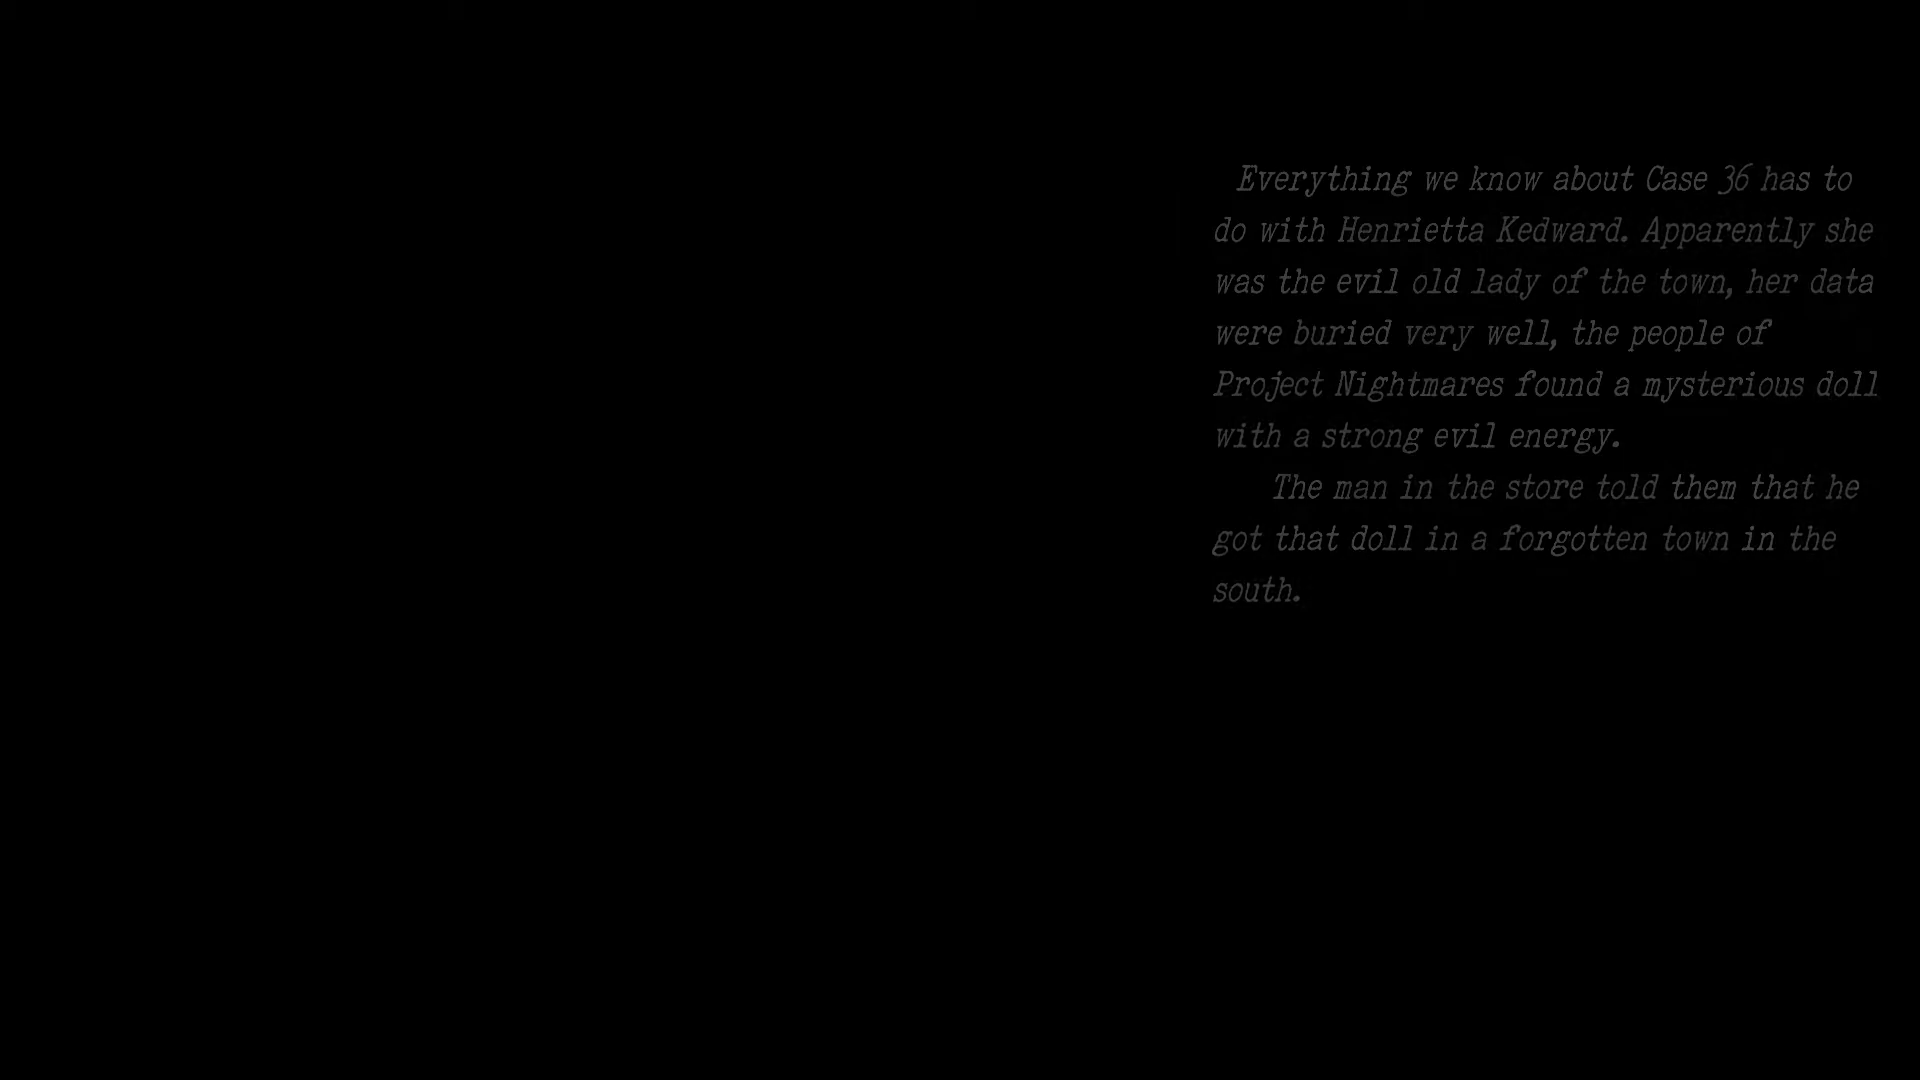 Everything we know about Case 36 has to
do with Henrietta Kedward. Apparently she
was the evil old lady of the town, her data
were buried very well, the people of
Project Nightmares found a mysterious doll
with a strong evil energy.
The man in the store told them that he
got that doll in a forgotten town in the
south.